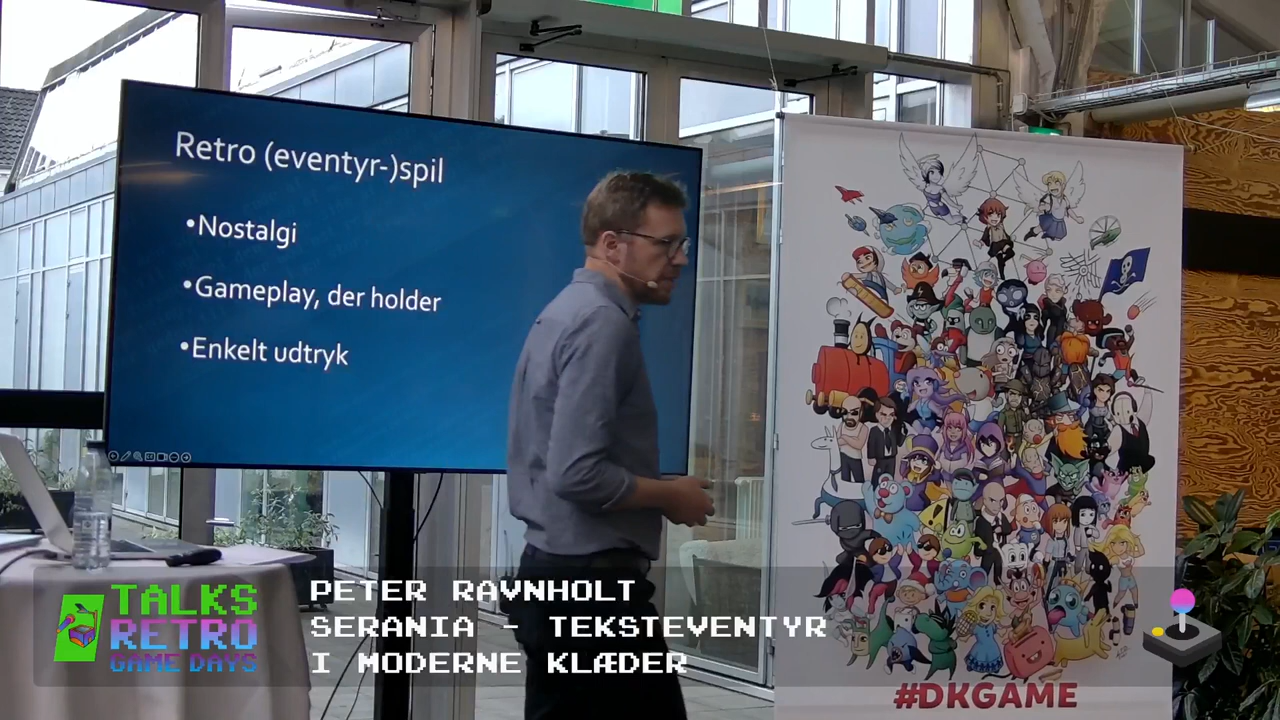 Retro (eventyr-)spil
•Nostalgi
•Gameplay, der holder
•Enkelt udtryk
TALKS
RETRO
GAME DAYS
PETER RAVNHOLT
SERANIA - TEKSTEVENTYR
I MODERNE KLÆDER
#DKGAME